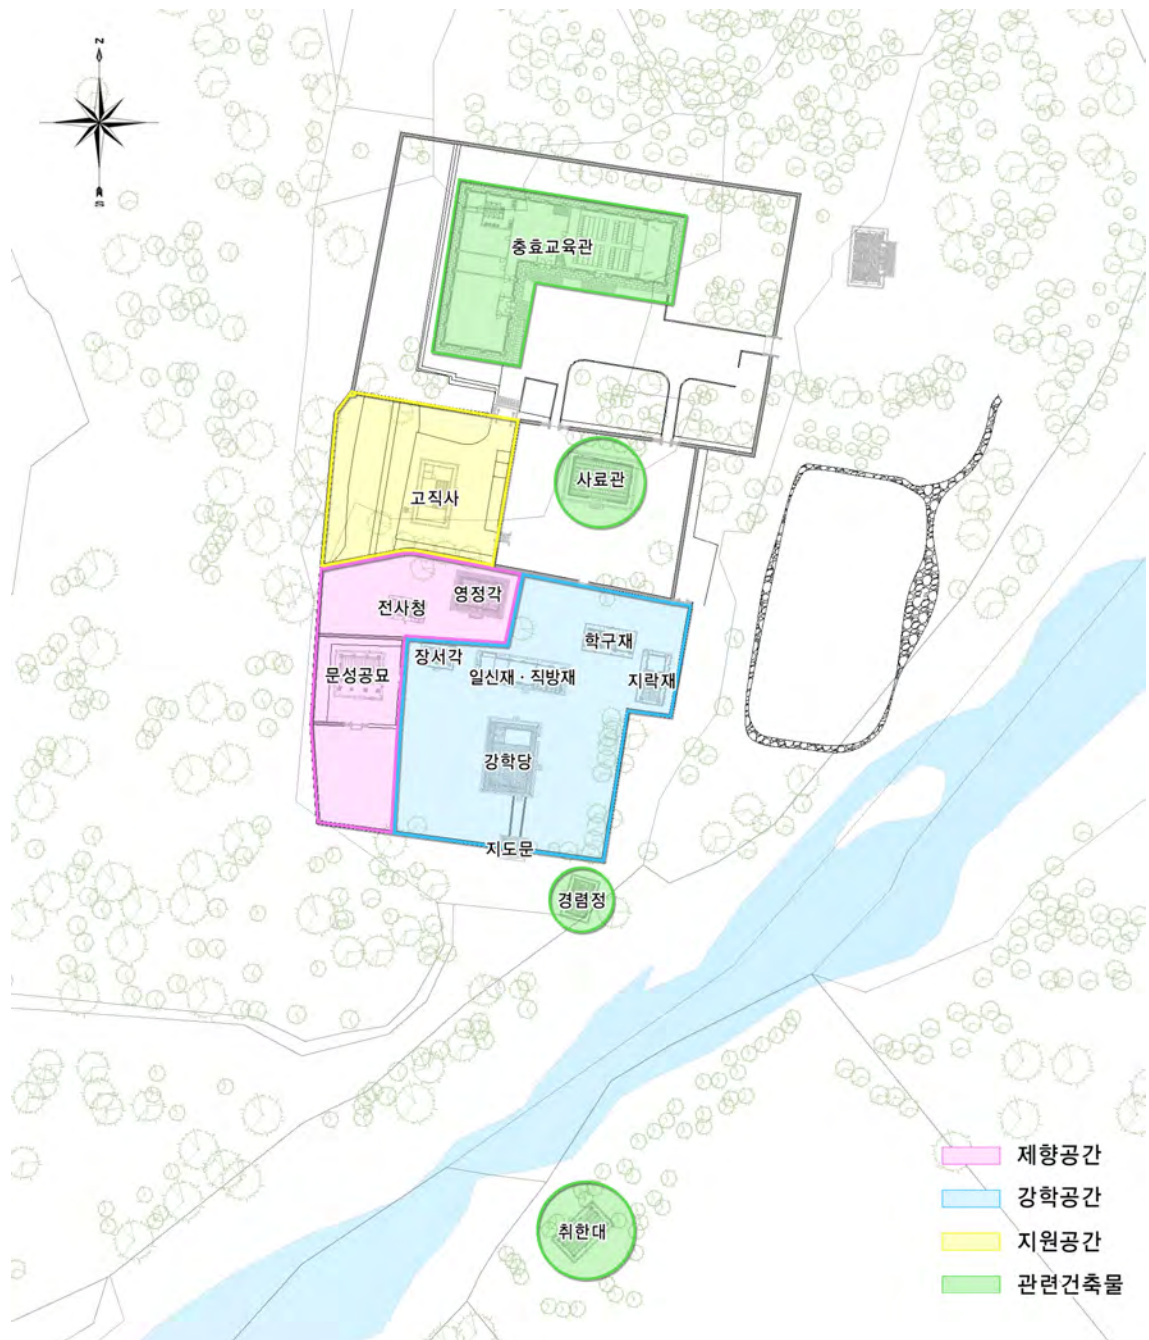 N
S
충효교육관
사료관
고직사
영정각
전사청
학구재
장서각
문성공묘
일신재 · 직방재
지락재
강학당
지도문
경렴정
취한대
제향공간
강학공간
지원공간
관련건축물